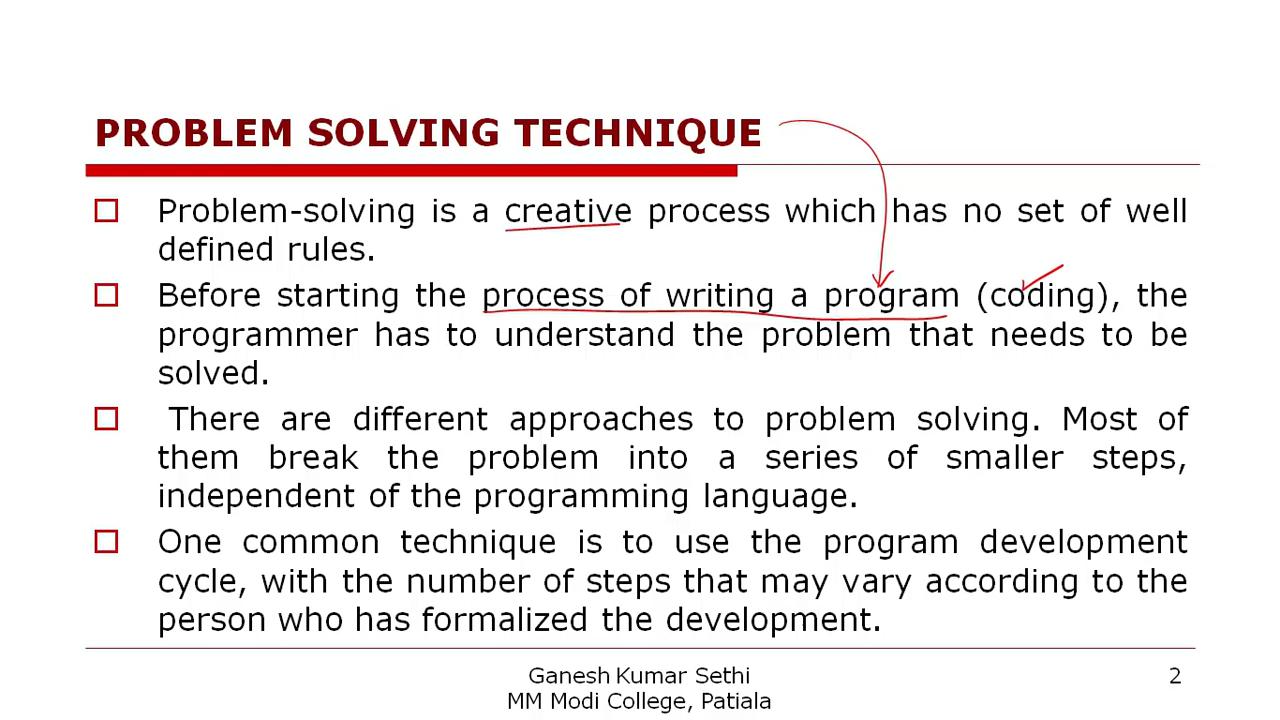 PROBLEM SOLVING TECHNIQUE
Problem-solving is a creative process which has no set of well
defined rules.
Before starting the process of writing a program (coding), the
programmer has to understand the problem that needs to be
solved.
There are different approaches to problem solving. Most of
them break the problem into a series of smaller steps,
independent of the programming language.
One common technique is to use the program development
cycle, with the number of steps that may vary according to the
person who has formalized the development.
Ganesh Kumar Sethi
MM Modi College, Patiala
2